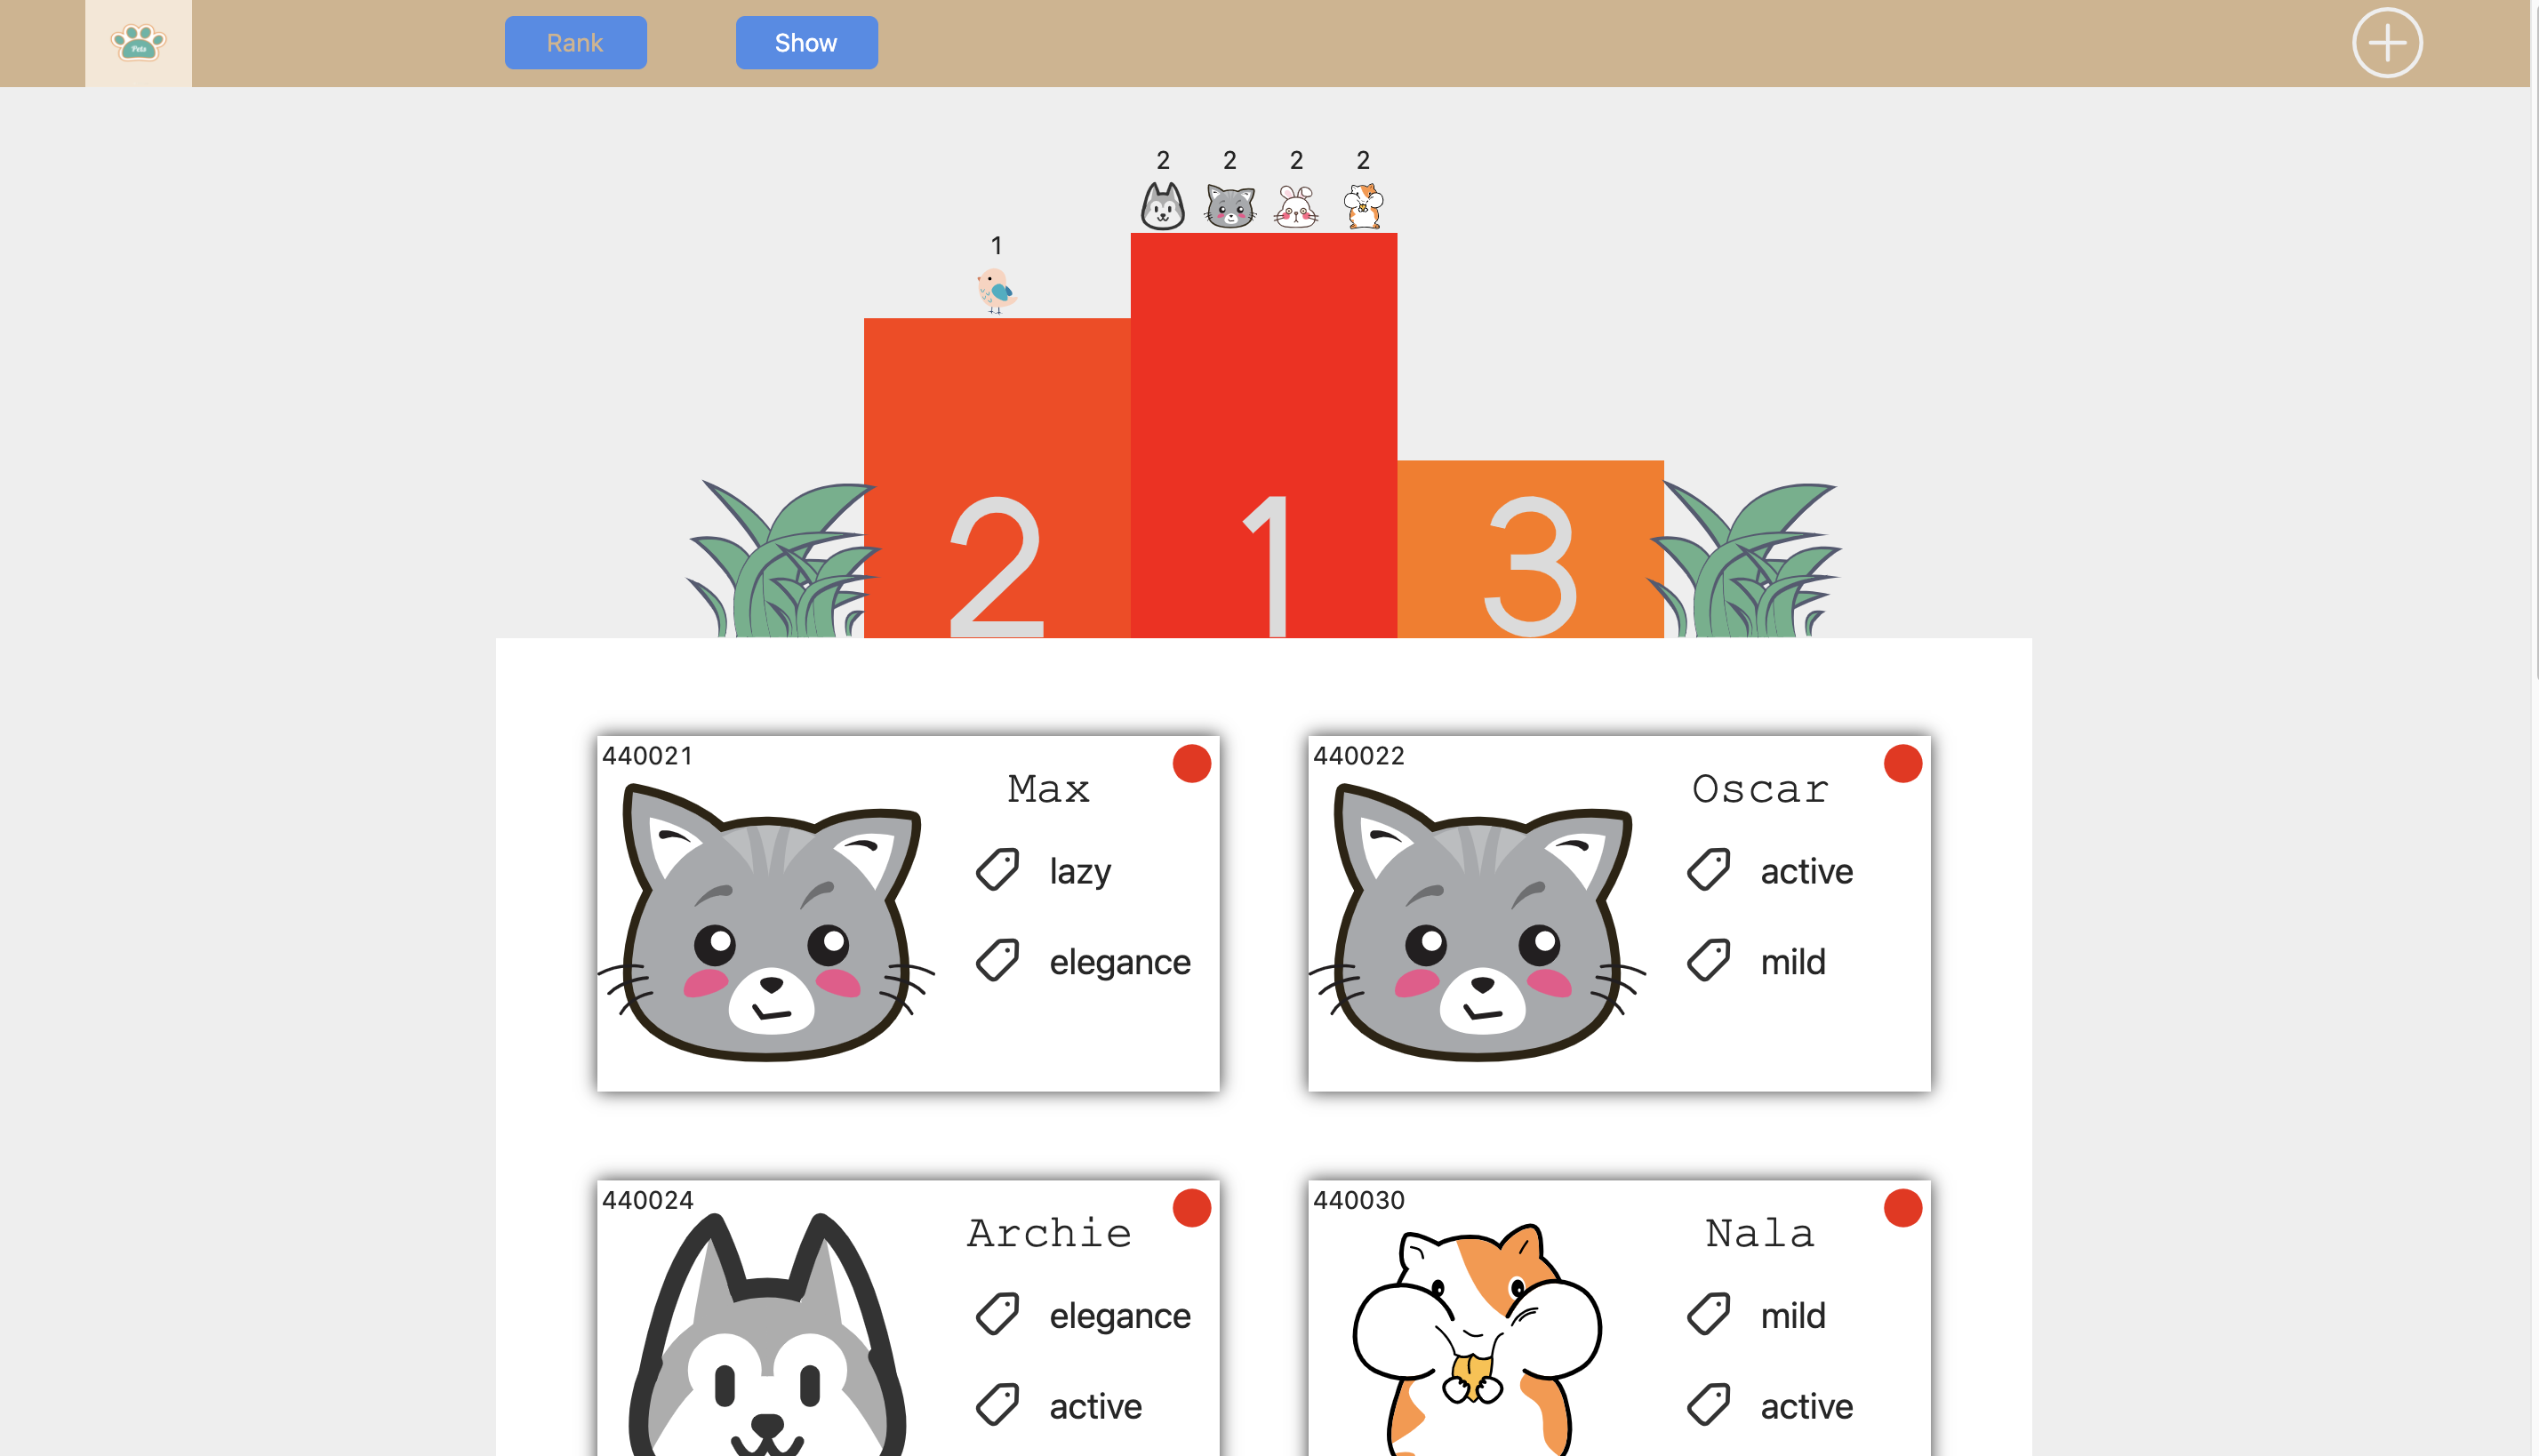 Pets
Rank
Show
2 2 2 2
1
2 1 3
440021
Max
lazy
elegance
440022
Oscar
active
mild
440024
Archie
elegance
active
440030
Nala
mild
active